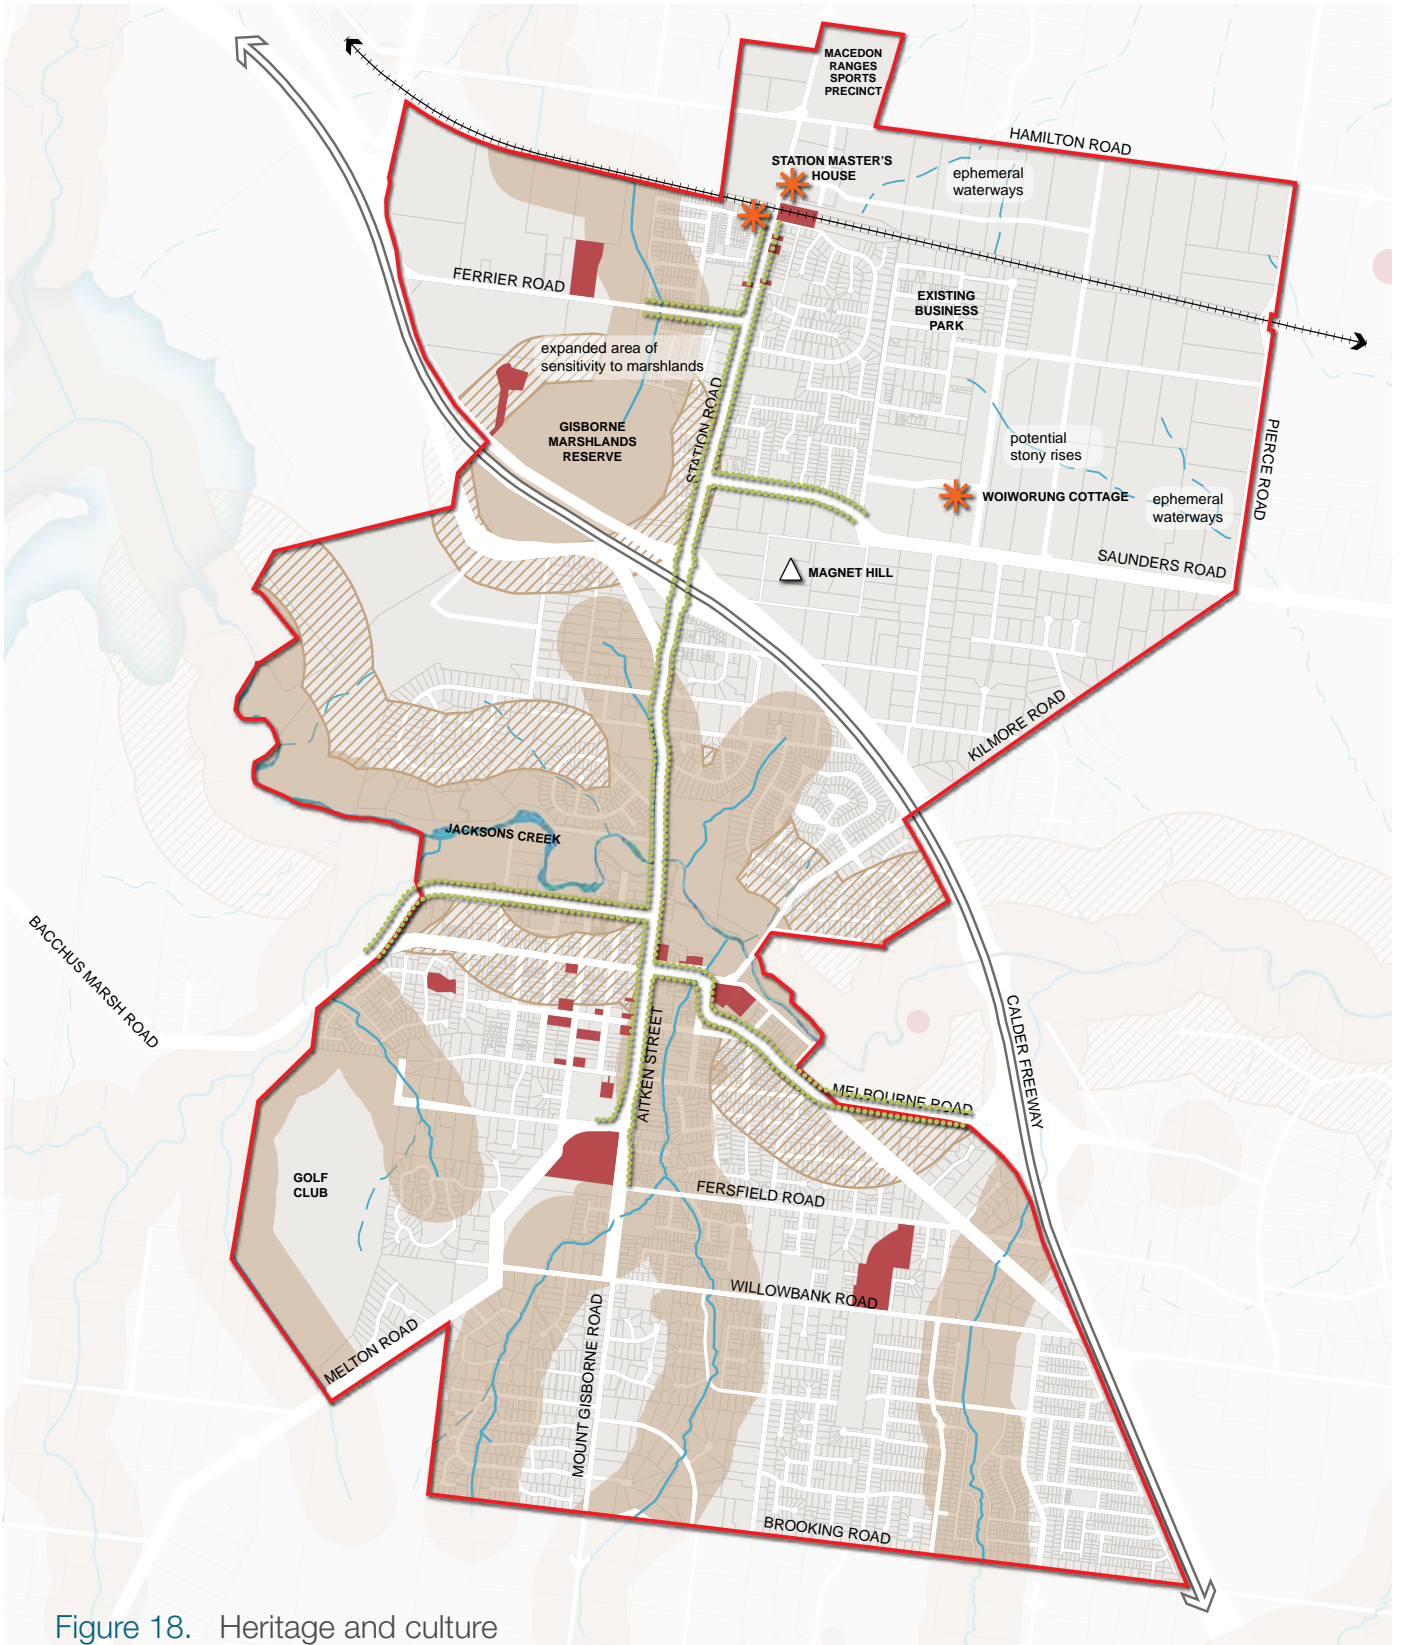 MACEDON
RANGES
SPORTS
PRECINCT
HAMILTON ROAD
STATION MASTER'S
HOUSE
ephemeral
waterways
FERRIER ROAD
EXISTING
BUSINESS
PARK
expanded area of
sensitivity to marshlands
STATION ROAD
GISBORNE
MARSHLANDS
RESERVE
potential
stony rises
PIERCE ROAD
WOIWORUNG COTTAGE
ephemeral
waterways
SAUNDERS ROAD
MAGNET HILL
KILMORE ROAD
JACKSONS CREEK
BACCHUS MARSH ROAD
CALDER FREEWAY
AITKEN STREET
MELBOURNE ROAD
GOLF
CLUB
FERSFIELD ROAD
WILLOWBANK ROAD
MELTON ROAD
MOUNT GISBORNE ROAD
BROOKING ROAD
Figure 18. Heritage and culture